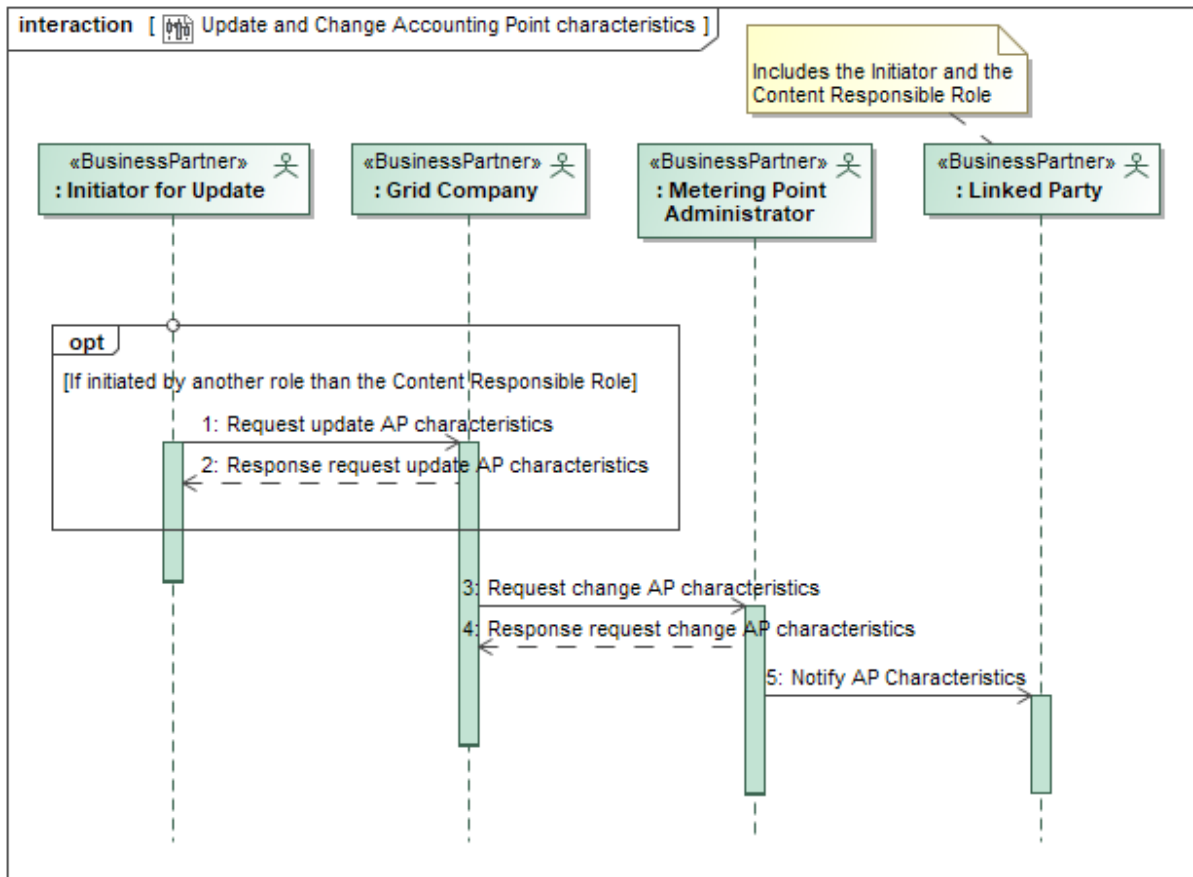 interaction [ Update and Change Accounting Point characteristics ]
Includes the Initiator and the
Content Responsible Role
«BusinessPartner»
: Initiator for Update
«BusinessPartner»
: Grid Company
«BusinessPartner»
: Metering Point
Administrator
«BusinessPartner»
: Linked Party
opt
[If initiated by another role than the Content Responsible Role]
1: Request update AP characteristics
2: Response request update AP characteristics
3: Request change AP characteristics
4: Response request change AP characteristics
5: Notify AP Characteristics